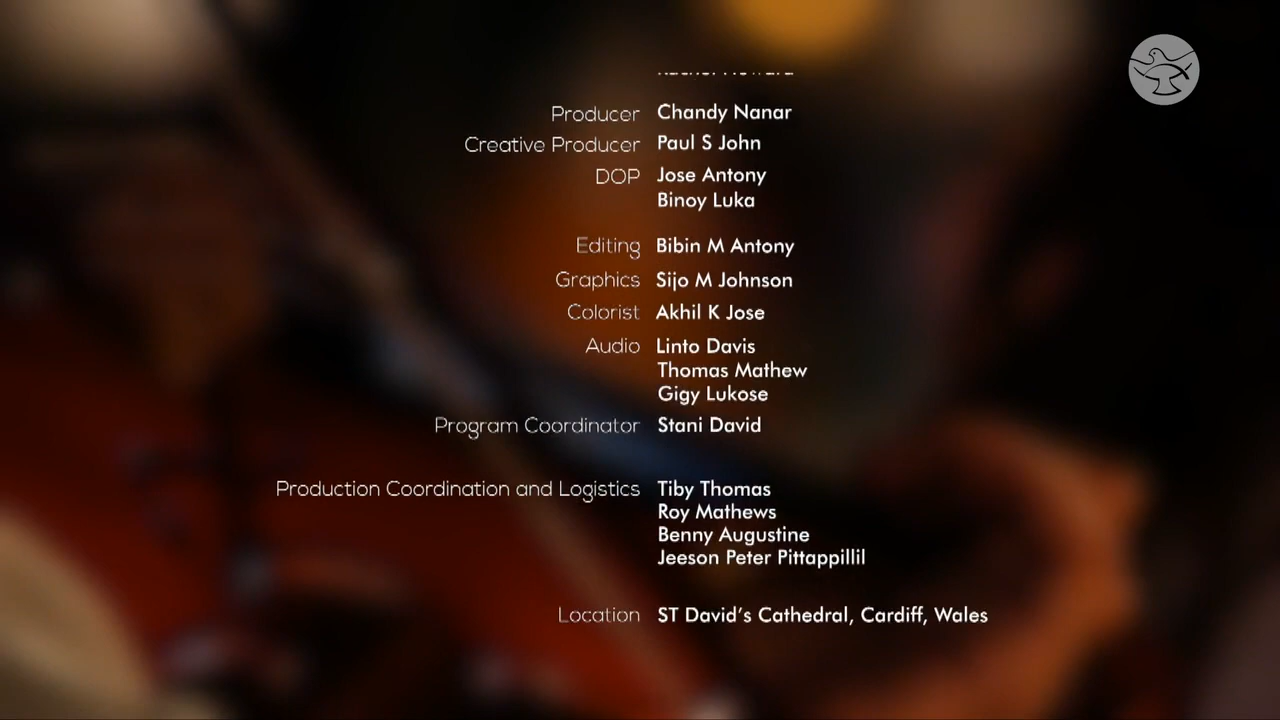 Producer Chandy Nanar
Creative Producer Paul S John
DOP Jose Antony
Binoy Luka
Editing Bibin M Antony
Graphics Sijo M Johnson
Colorist Akhil K Jose
Audio Linto Davis
Thomas Mathew
Gigy Lukose
Program Coordinator Stani David
Production Coordination and Logistics Tiby Thomas
Roy Mathews
Benny Augustine
Jeeson Peter Pittappillil
Location ST David's Cathedral, Cardiff, Wales